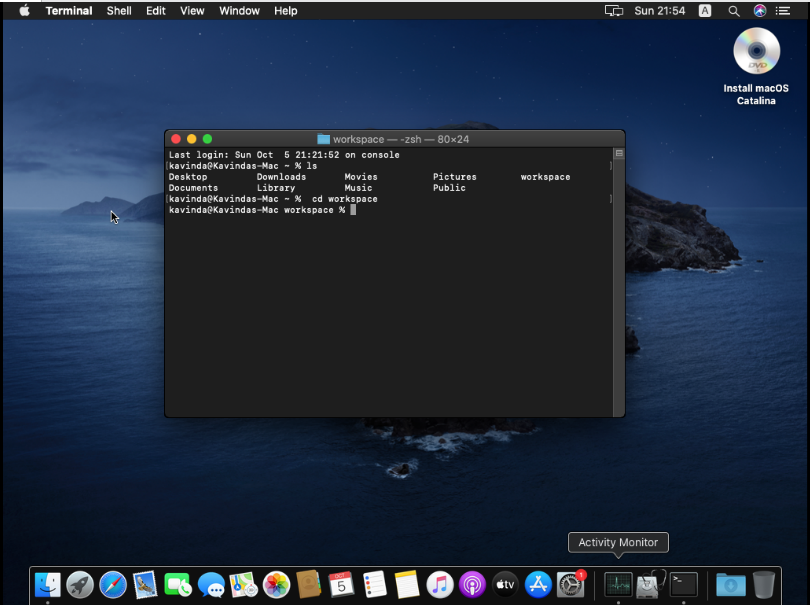 Terminal Shell Edit View Window Help Sun 21:54 A
DVD
Install macOS
Catalina
workspace — -zsh — 80×24
Last login: Sun Oct  5 21:21:52 on console
[kavinda@Kavindas-Mac ~ % ls ]
Desktop Downloads Movies Pictures workspace
Documents Library Music Public
[kavinda@Kavindas-Mac ~ %  cd workspace ]
kavinda@Kavindas-Mac workspace %
Activity Monitor
OCT
5
tv
1
>_